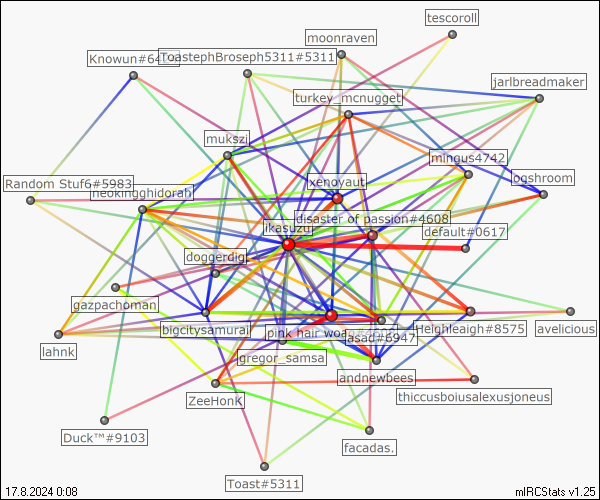 tescoroll
moonraven
Knowun#64
ToastephBroseph5311#5311
jarlbreadmaker
turkey_mcnugget
mukszi
mingus4742
xenoyaut
ogshroom
Random Stuf6#5983
neokingghidorah
disaster of passion#4608
ikasuzu
default#0617
doggerdig
gazpachoman
bigcitysamurai
pink hair
Heighleaigh#8575
avelicious
jasad#6947
lahnk
gregor_samsa
andnewbees
thiccusboiusalexusjoneus
ZeeHonk
Duck™#9103
facadas.
Toast#5311
17.8.2024 0:08
mIRCStats v1.25